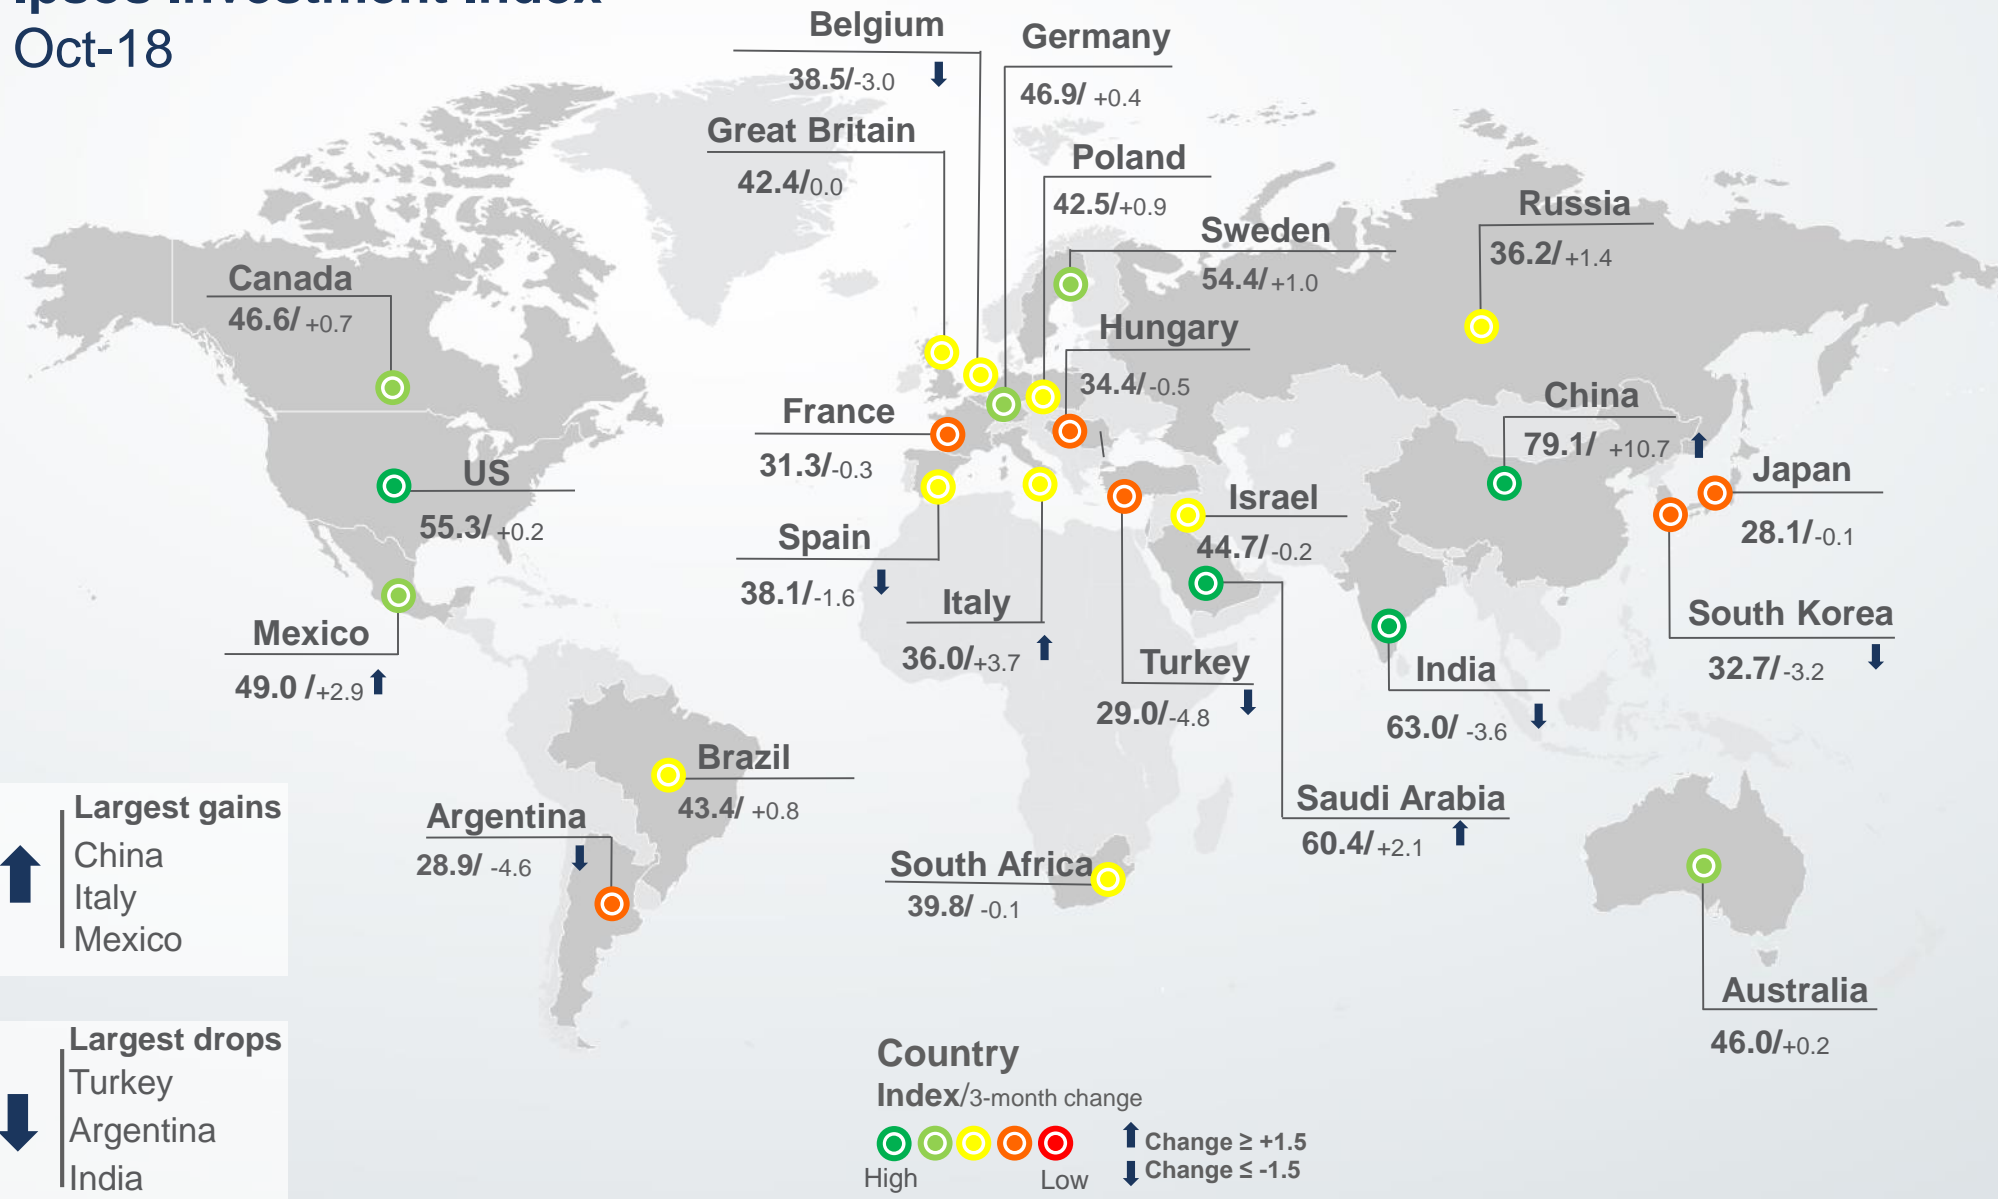 Ipsos Investment Index
Oct-18
Belgium
38.5/-3.0
Germany
46.9/ +0.4
Great Britain
42.4/0.0
Poland
42.5/+0.9
Sweden
54.4/+1.0
Russia
36.2/+1.4
Canada
46.6/ +0.7
Hungary
34.4/-0.5
France
31.3/-0.3
China
79.1/ +10.7
US
55.3/+0.2
Japan
28.1/-0.1
Israel
44.7/-0.2
Spain
38.1/-1.6
Italy
36.0/+3.7
South Korea
32.7/-3.2
Mexico
49.0 /+2.9
Turkey
29.0/-4.8
India
63.0/ -3.6
Brazil
43.4/ +0.8
Saudi Arabia
60.4/+2.1
Argentina
28.9/ -4.6
South Africa
39.8/ -0.1
Australia
46.0/+0.2
Largest gains
China
Italy
Mexico
Largest drops
Turkey
Argentina
India
Country
Index/3-month change
High
Low
Change ≥ +1.5
Change ≤ -1.5